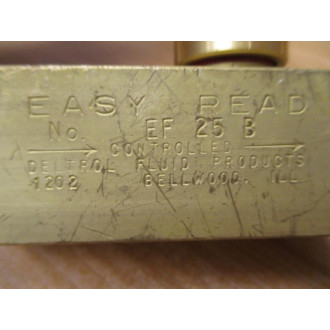 EASY READ
No. EF 25 B
CONTROLLED
DELTROL FLUID PRODUCTS
1202 BELLWOOD, ILL.